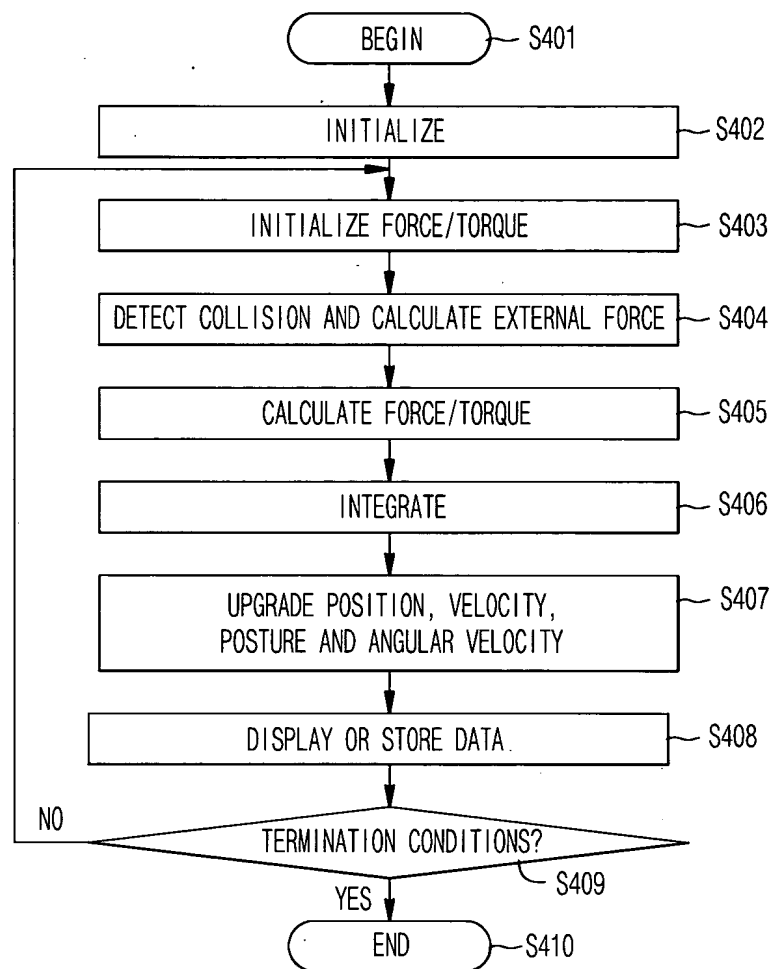 BEGIN S401
INITIALIZE S402
INITIALIZE FORCE/TORQUE S403
DETECT COLLISION AND CALCULATE EXTERNAL FORCE S404
CALCULATE FORCE/TORQUE S405
INTEGRATE S406
UPGRADE POSITION, VELOCITY, S407
POSTURE AND ANGULAR VELOCITY
DISPLAY OR STORE DATA S408
NO
TERMINATION CONDITIONS?
S409
YES
END S410